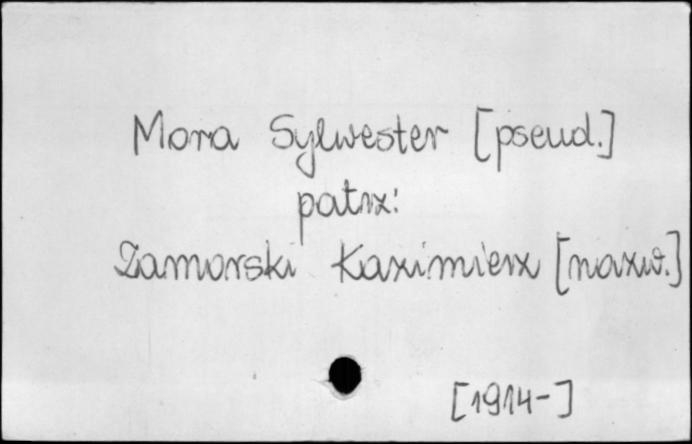 Mora Sylwester [pseud.]
patrz:
Zamorski Kazimierz [nazw.]
[1914-]